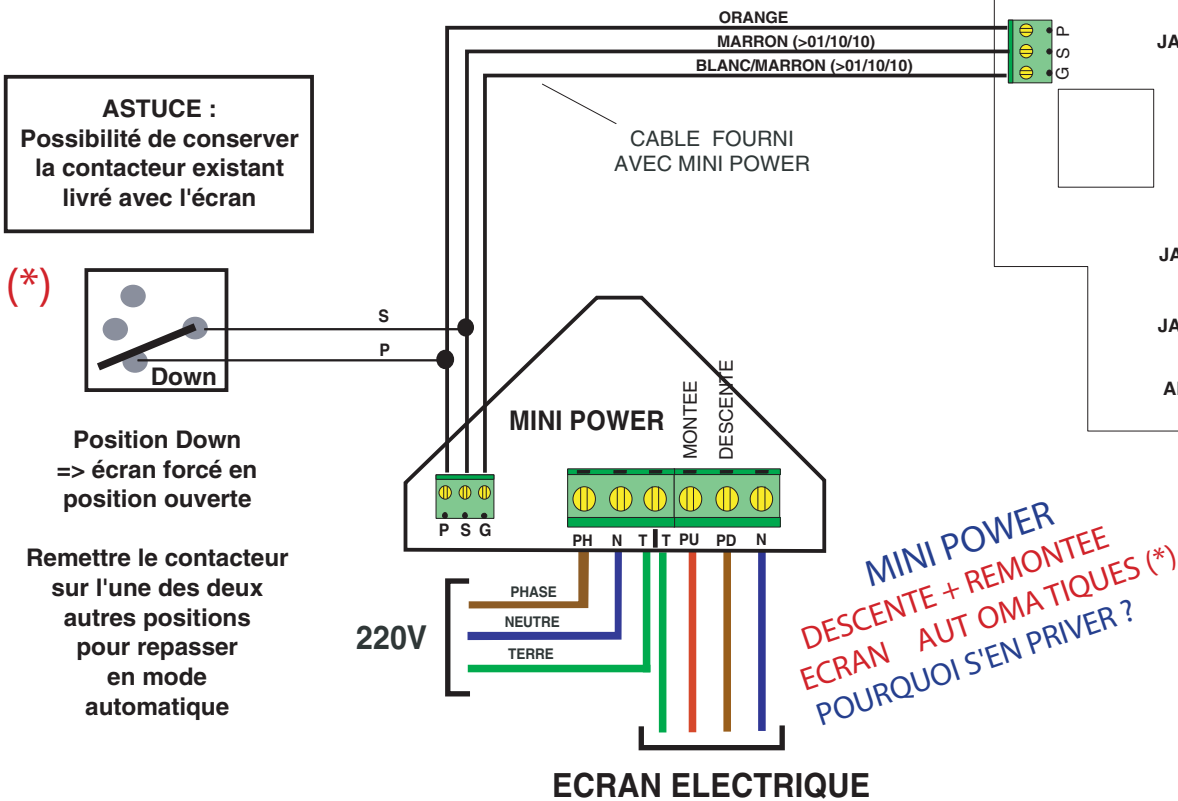 ORANGE
MARRON (>01/10/10)
BLANC/MARRON (>01/10/10)
P
S
G
JA
ASTUCE :
Possibilité de conserver
la contacteur existant
livré avec l'écran
CABLE FOURNI
AVEC MINI POWER
(*)
S
P
Down
JA
JA
Position Down
=> écran forcé en
position ouverte
Remettre le contacteur
sur l'une des deux
autres positions
pour repasser
en mode
automatique
MINI POWER
MONTEE
DESCENTE
P S G
PH N T T PU PD N
220V
PHASE
NEUTRE
TERRE
MINI POWER
DESCENTE + REMONTEE
ECRAN AUT OMA TIQUES (*)
POURQUOI S'EN PRIVER ?
ECRAN ELECTRIQUE